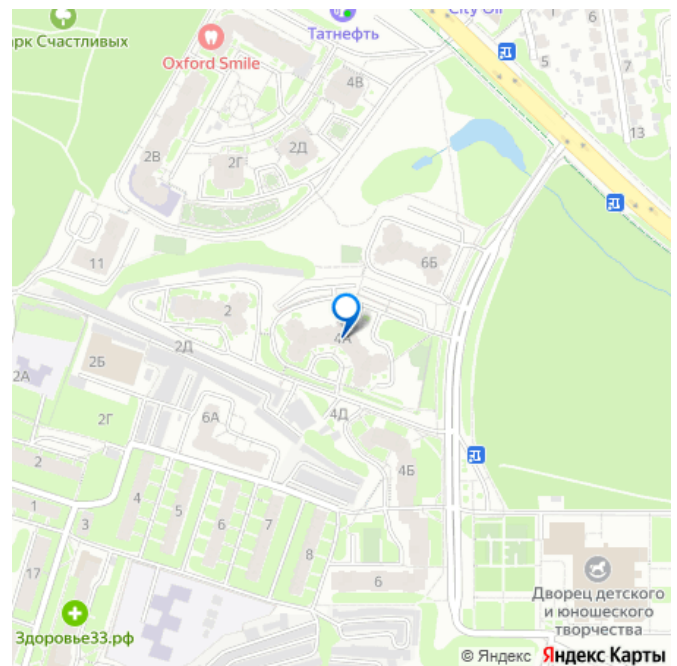 City Oil
Татнефть
арк Счастливых
Oxford Smile
4В
6
5
7
13
2В
2Г
2Д
11
6Б
2
4А
2Д
2Б
2А
2Г
6А
4Д
4Б
2
4
5
6
7
8
1
3
17
6
Дворец детского
и юношеского
творчества
Здоровье33.рф
© Яндекс Яндекс Карты